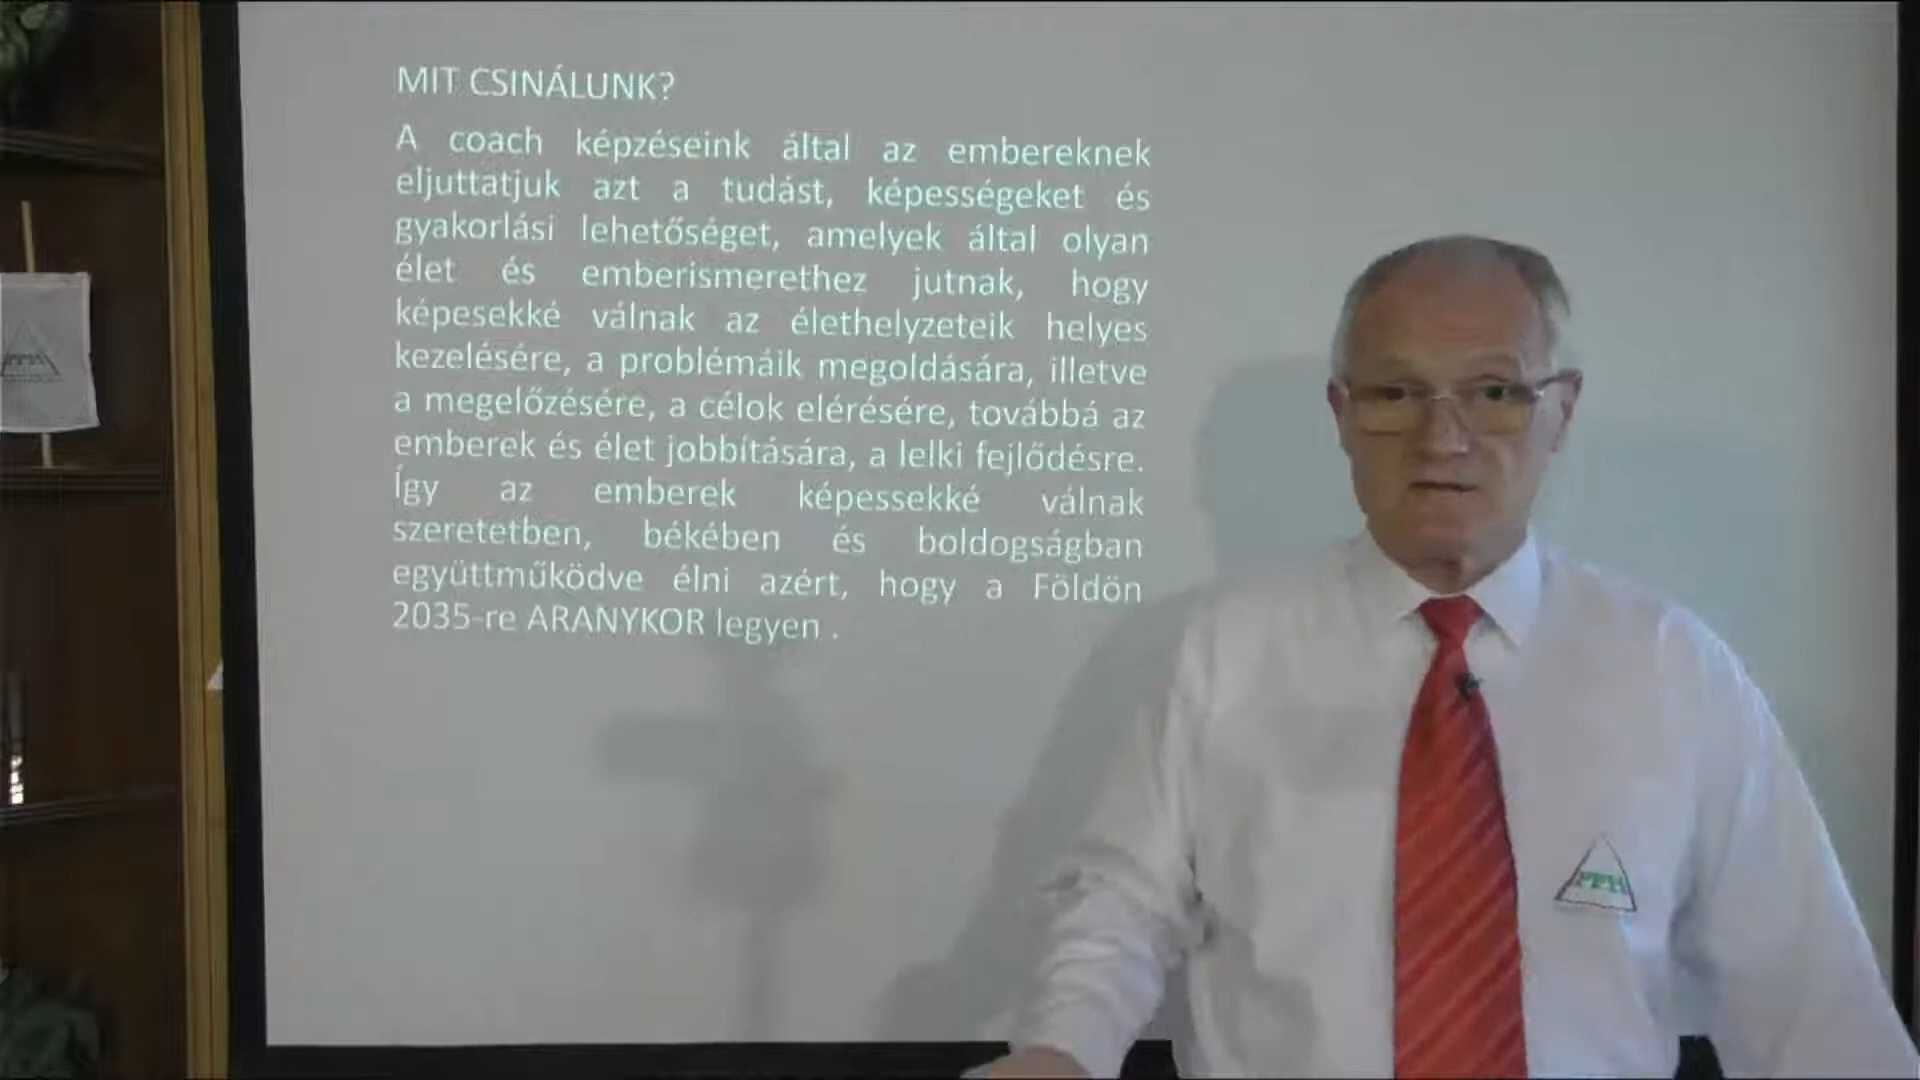 MIT CSINÁLUNK?
A coach képzéseink által az embereknek
eljuttatjuk azt a tudást, képességeket és
gyakorlási lehetőséget, amelyek által olyan
élet és emberismerethez jutnak, hogy
képesekké válnak az élethelyzeteik helyes
kezelésére, a problémáik megoldására, illetve
a megelőzésére, a célok elérésére, továbbá az
emberek és élet jobbítására, a lelki fejlődésre.
Így az emberek képessekké válnak
szeretetben, békében és boldogságban
együttműködve élni azért, hogy a Földön
2035-re ARANYKOR legyen .
PPH